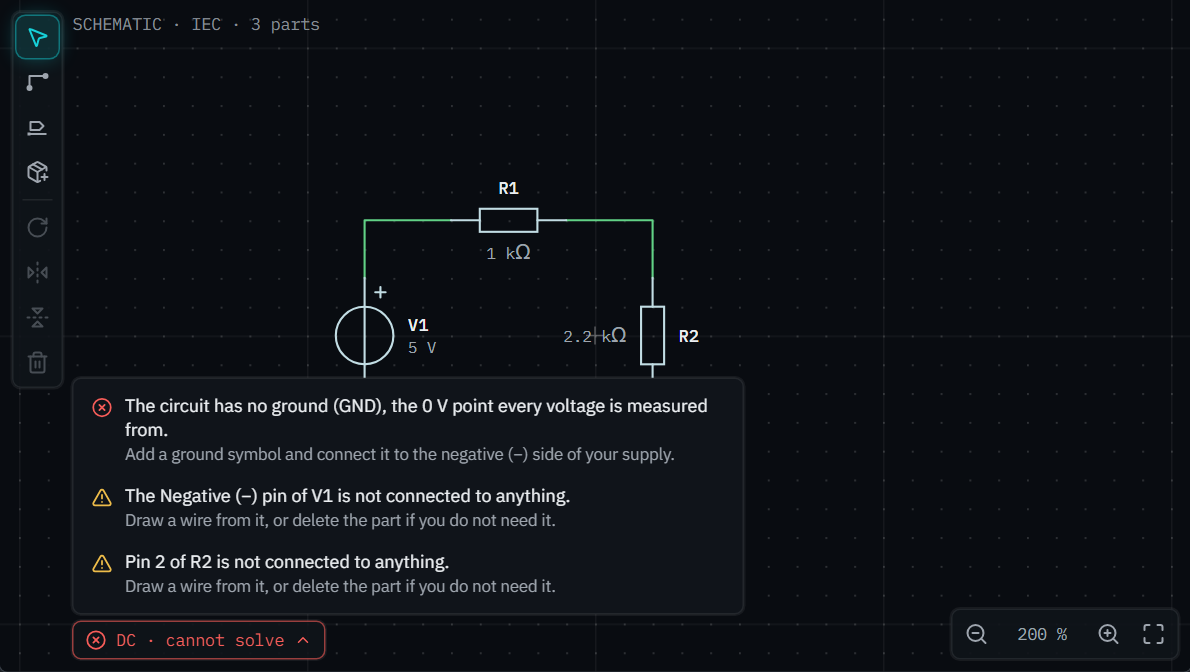 SCHEMATIC · IEC · 3 parts
R1
1 kΩ
+
V1
5 V
2.2 kΩ
R2
The circuit has no ground (GND), the 0 V point every voltage is measured
from.
Add a ground symbol and connect it to the negative (−) side of your supply.
The Negative (−) pin of V1 is not connected to anything.
Draw a wire from it, or delete the part if you do not need it.
Pin 2 of R2 is not connected to anything.
Draw a wire from it, or delete the part if you do not need it.
DC · cannot solve
200 %